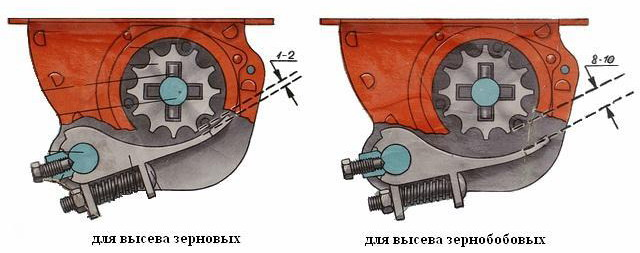 1-2
8-10
для высева зерновых
для высева зернобобовых